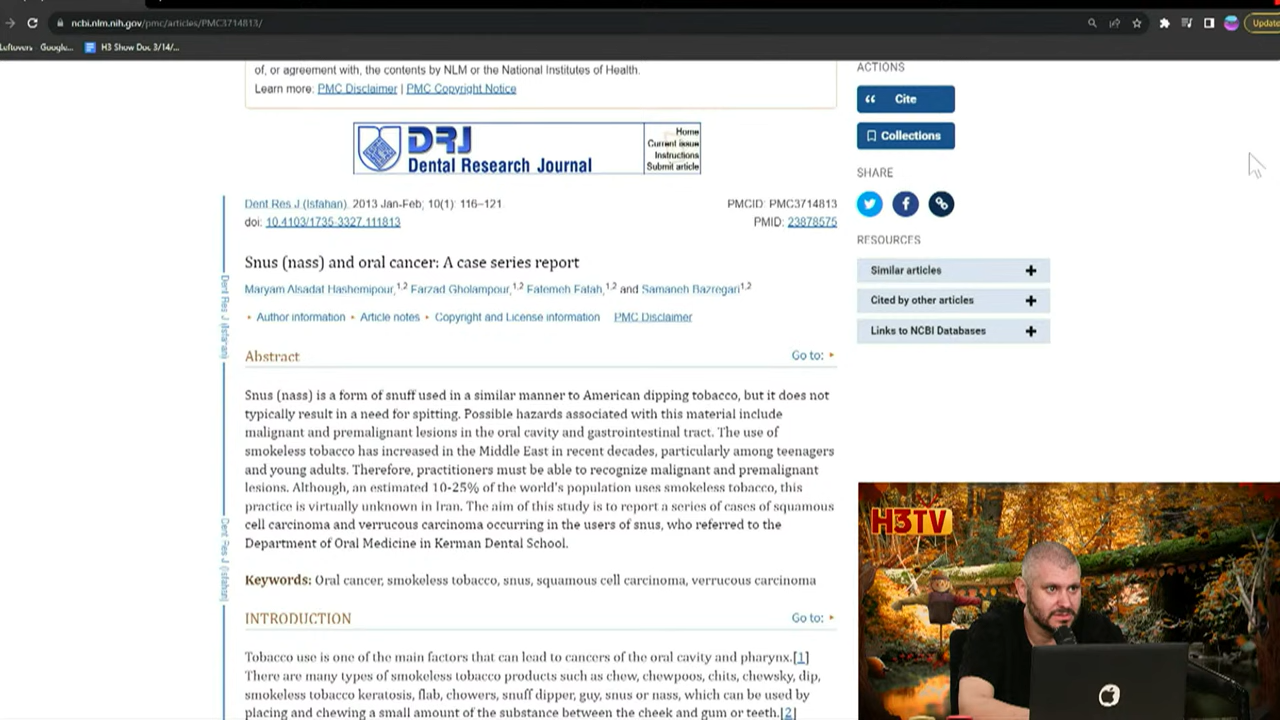 ncbi.nlm.nih.gov/pmc/articles/PMC3714813/
Update
Leftovers - Google...
H3 Show Doc 3/14/...
of, or agreement with, the contents by NLM or the National Institutes of Health.
Learn more: PMC Disclaimer | PMC Copyright Notice
DRJ
Dental Research Journal
Home
Current issue
Instructions
Submit article
Dent Res J (Isfahan). 2013 Jan-Feb; 10(1): 116–121.
PMCID: PMC3714813
doi: 10.4103/1735-3327.111813
PMID: 23878575
Snus (nass) and oral cancer: A case series report
Maryam Alsadat Hashemipour,1,2 Farzad Gholampour,1,2 Fatemeh Fatah,1,2 and Samaneh Bazregari1,2
• Author information • Article notes • Copyright and License information PMC Disclaimer
Abstract
Go to: ▸
Snus (nass) is a form of snuff used in a similar manner to American dipping tobacco, but it does not
typically result in a need for spitting. Possible hazards associated with this material include
malignant and premalignant lesions in the oral cavity and gastrointestinal tract. The use of
smokeless tobacco has increased in the Middle East in recent decades, particularly among teenagers
and young adults. Therefore, practitioners must be able to recognize malignant and premalignant
lesions. Although, an estimated 10-25% of the world's population uses smokeless tobacco, this
practice is virtually unknown in Iran. The aim of this study is to report a series of cases of squamous
cell carcinoma and verrucous carcinoma occurring in the users of snus, who referred to the
Department of Oral Medicine in Kerman Dental School.
Keywords: Oral cancer, smokeless tobacco, snus, squamous cell carcinoma, verrucous carcinoma
INTRODUCTION
Go to: ▸
Tobacco use is one of the main factors that can lead to cancers of the oral cavity and pharynx.[1]
There are many types of smokeless tobacco products such as chew, chewpoos, chits, chewsky, dip,
smokeless tobacco keratosis, flab, chowers, snuff dipper, guy, snus or nass, which can be used by
placing and chewing a small amount of the substance between the cheek and gum or teeth.[2]
Dent Res J (Isfahan)
Dent Res J (Isfahan)
ACTIONS
Cite
Collections
SHARE
RESOURCES
Similar articles
Cited by other articles
Links to NCBI Databases
H3TV